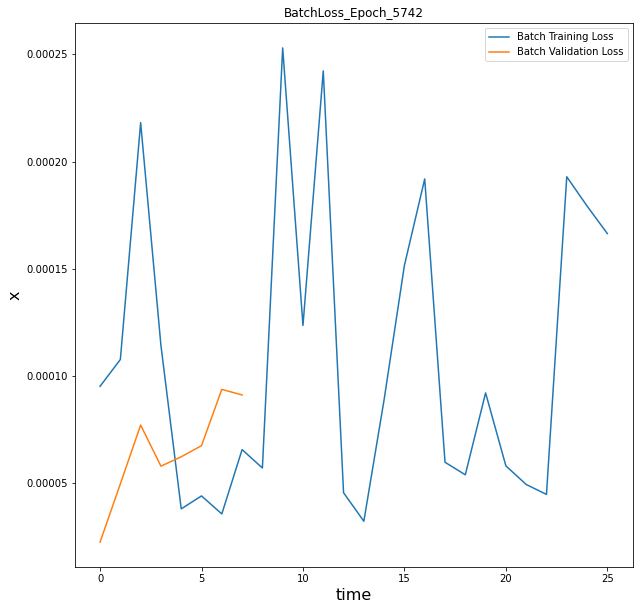 BatchLoss_Epoch_5742
Batch Training Loss
Batch Validation Loss
0.00025
0.00020
0.00015
0.00010
0.00005
x
0 5 10 15 20 25
time